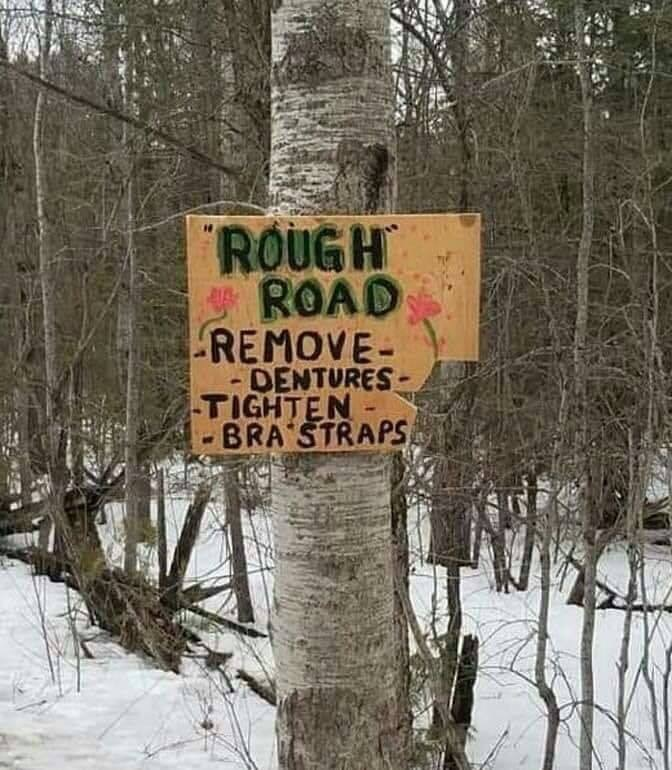 "ROUGH"
ROAD
-REMOVE-
-DENTURES-
-TIGHTEN-
-BRA STRAPS